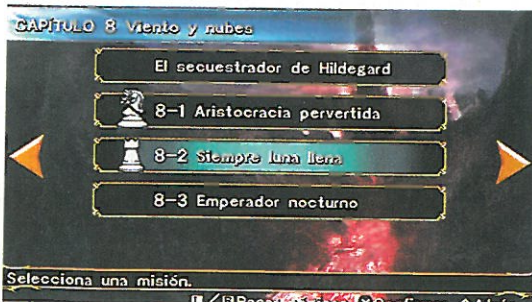 CAPÍTULO 8 Viento y nubes
El secuestrador de Hildegard
8-1 Aristocracia pervertida
8-2 Siempre luna llena
8-3 Emperador nocturno
Selecciona una misión.